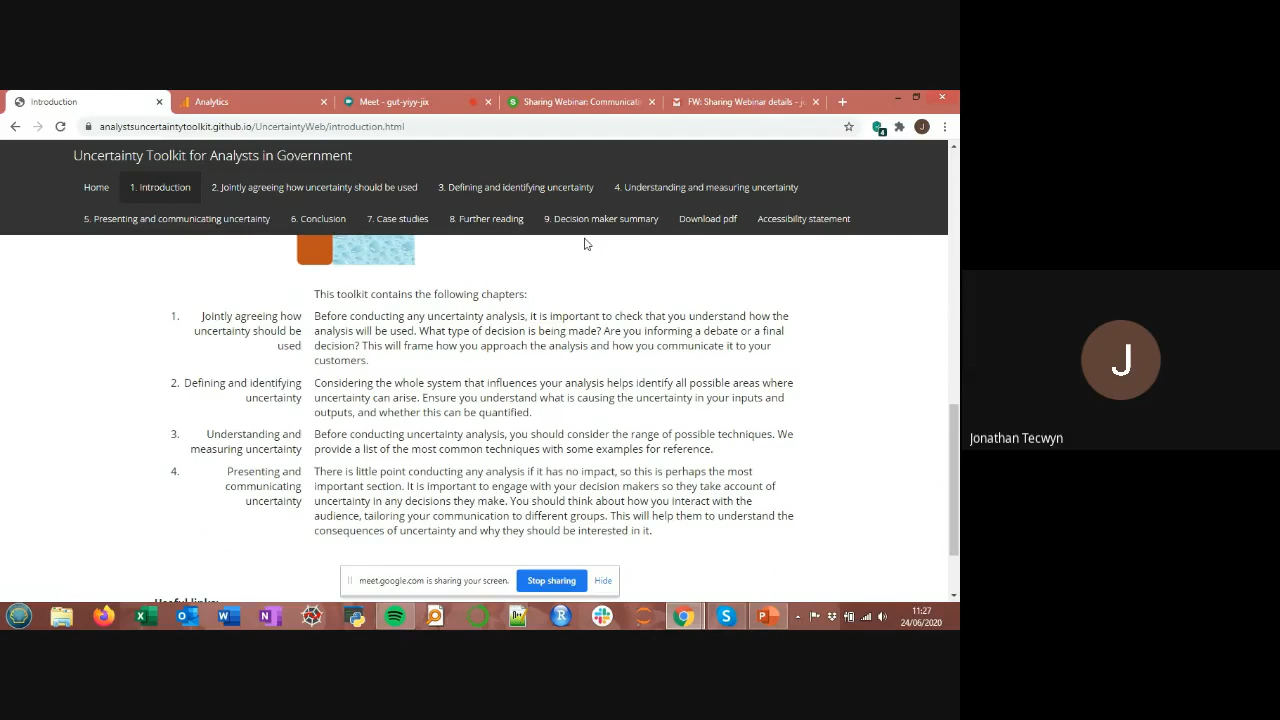 Introduction
Analytics
Meet - gut-yiyy-jix
Sharing Webinar: Communicati
FW: Sharing Webinar details - jo
analystsuncertaintytoolkit.github.io/UncertaintyWeb/introduction.html
J
Uncertainty Toolkit for Analysts in Government
Home
1. Introduction
2. Jointly agreeing how uncertainty should be used
3. Defining and identifying uncertainty
4. Understanding and measuring uncertainty
5. Presenting and communicating uncertainty
6. Conclusion
7. Case studies
8. Further reading
9. Decision maker summary
Download pdf
Accessibility statement
This toolkit contains the following chapters:
1. Jointly agreeing how
uncertainty should be
used
Before conducting any uncertainty analysis, it is important to check that you understand how the
analysis will be used. What type of decision is being made? Are you informing a debate or a final
decision? This will frame how you approach the analysis and how you communicate it to your
customers.
2. Defining and identifying
uncertainty
Considering the whole system that influences your analysis helps identify all possible areas where
uncertainty can arise. Ensure you understand what is causing the uncertainty in your inputs and
outputs, and whether this can be quantified.
3. Understanding and
measuring uncertainty
Before conducting uncertainty analysis, you should consider the range of possible techniques. We
provide a list of the most common techniques with some examples for reference.
4. Presenting and
communicating
uncertainty
There is little point conducting any analysis if it has no impact, so this is perhaps the most
important section. It is important to engage with your decision makers so they take account of
uncertainty in any decisions they make. You should think about how you interact with the
audience, tailoring your communication to different groups. This will help them to understand the
consequences of uncertainty and why they should be interested in it.
meet.google.com is sharing your screen.
Stop sharing
Hide
Useful links:
11:27
24/06/2020
J
Jonathan Tecwyn